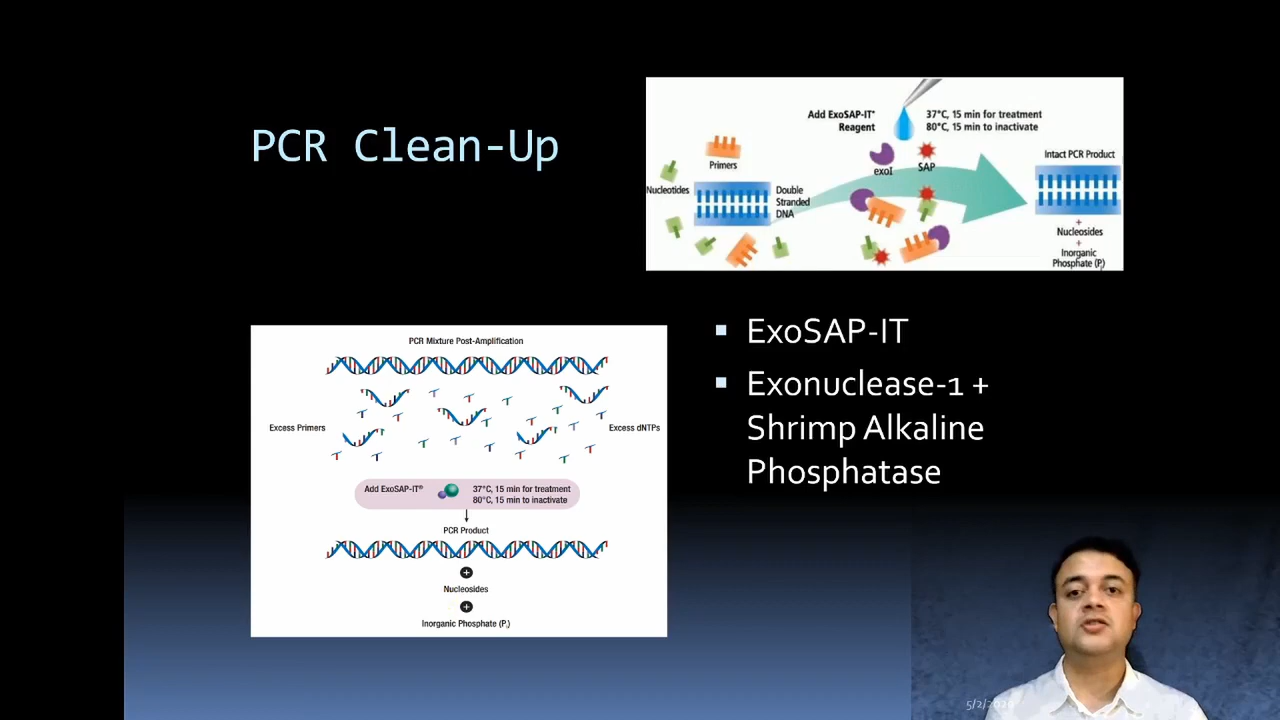 PCR Clean-Up
Add ExoSAP-IT*
Reagent
37°C, 15 min for treatment
80°C, 15 min to inactivate
Primers
exoI
SAP
Intact PCR Product
Nucleotides
Double
Stranded
DNA
+
Nucleosides
+
Inorganic
Phosphate (Pi)
PCR Mixture Post-Amplification
Excess Primers
Excess dNTPs
Add ExoSAP-IT®
37°C, 15 min for treatment
80°C, 15 min to inactivate
PCR Product
+
Nucleosides
+
Inorganic Phosphate (Pi)
▪ ExoSAP-IT
▪ Exonuclease-1 +
Shrimp Alkaline
Phosphatase